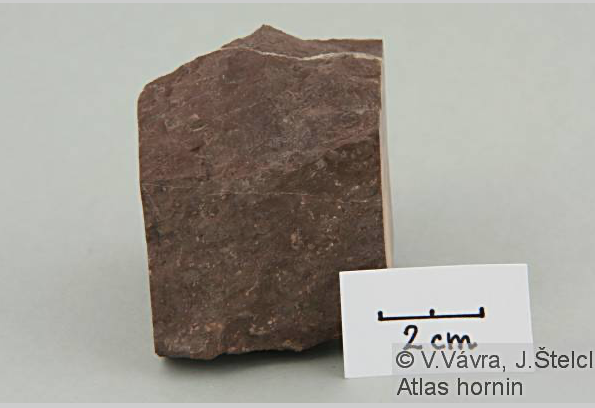 2 cm
© V.Vávra, J.Štelcl
Atlas hornin